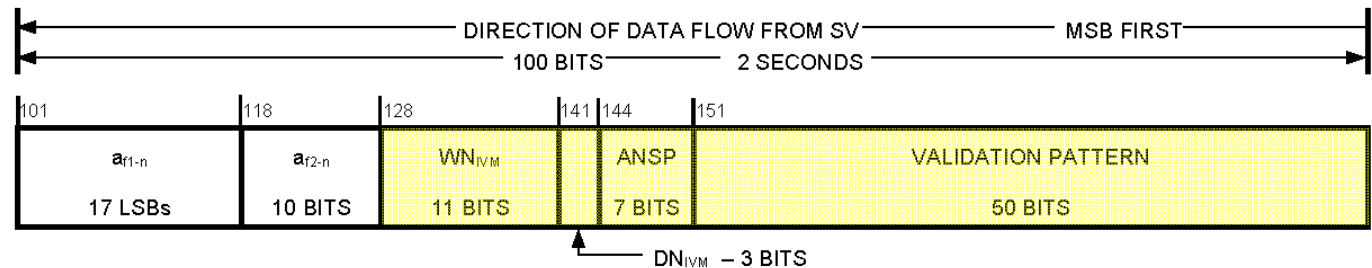 DIRECTION OF DATA FLOW FROM SV MSB FIRST
100 BITS 2 SECONDS
101 118 128 141 144 151
af1-n af2-n WNIVM ANSP VALIDATION PATTERN
17 LSBs 10 BITS 11 BITS 7 BITS 50 BITS
DNIVM – 3 BITS